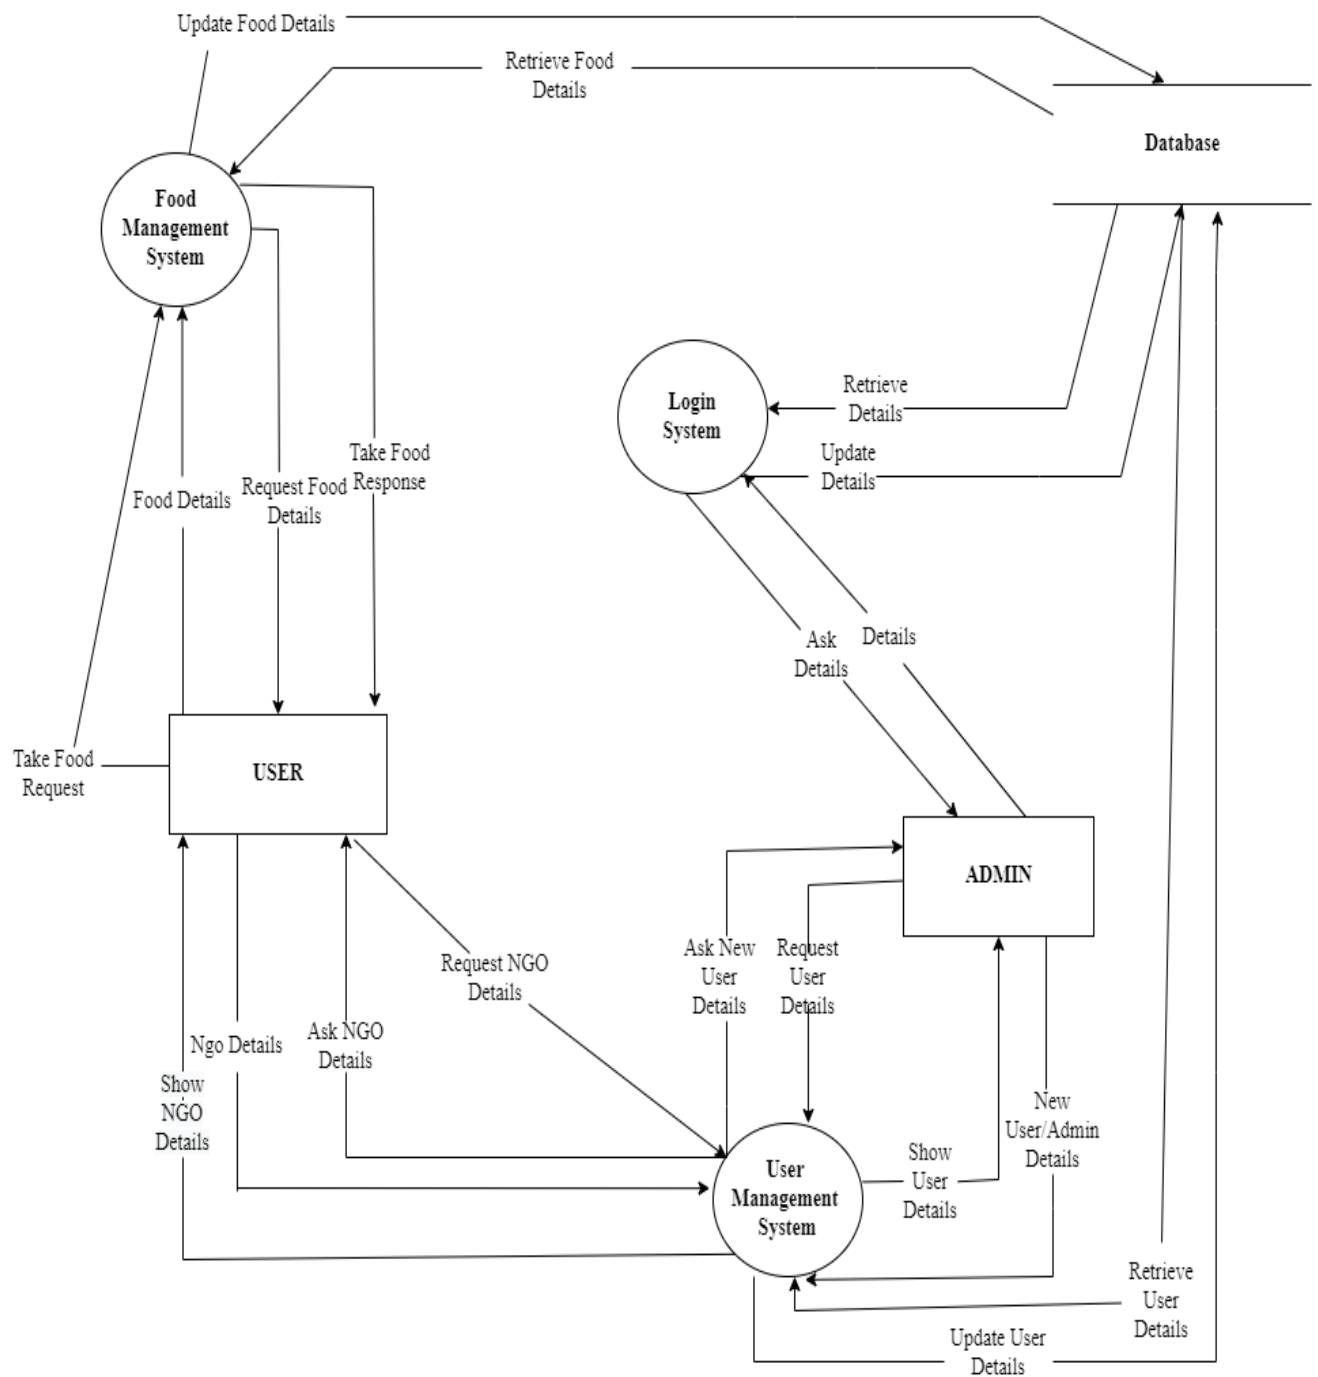 Update Food Details
Retrieve Food
Details
Database
Food
Management
System
Login
System
Retrieve
Details
Update
Details
Take Food
Response
Food Details
Request Food
Details
Ask
Details
Details
Take Food
Request
USER
ADMIN
Request NGO
Details
Ask New
User
Details
Request
User
Details
Ngo Details
Ask NGO
Details
Show
NGO
Details
New
User/Admin
Details
User
Management
System
Show
User
Details
Retrieve
User
Details
Update User
Details